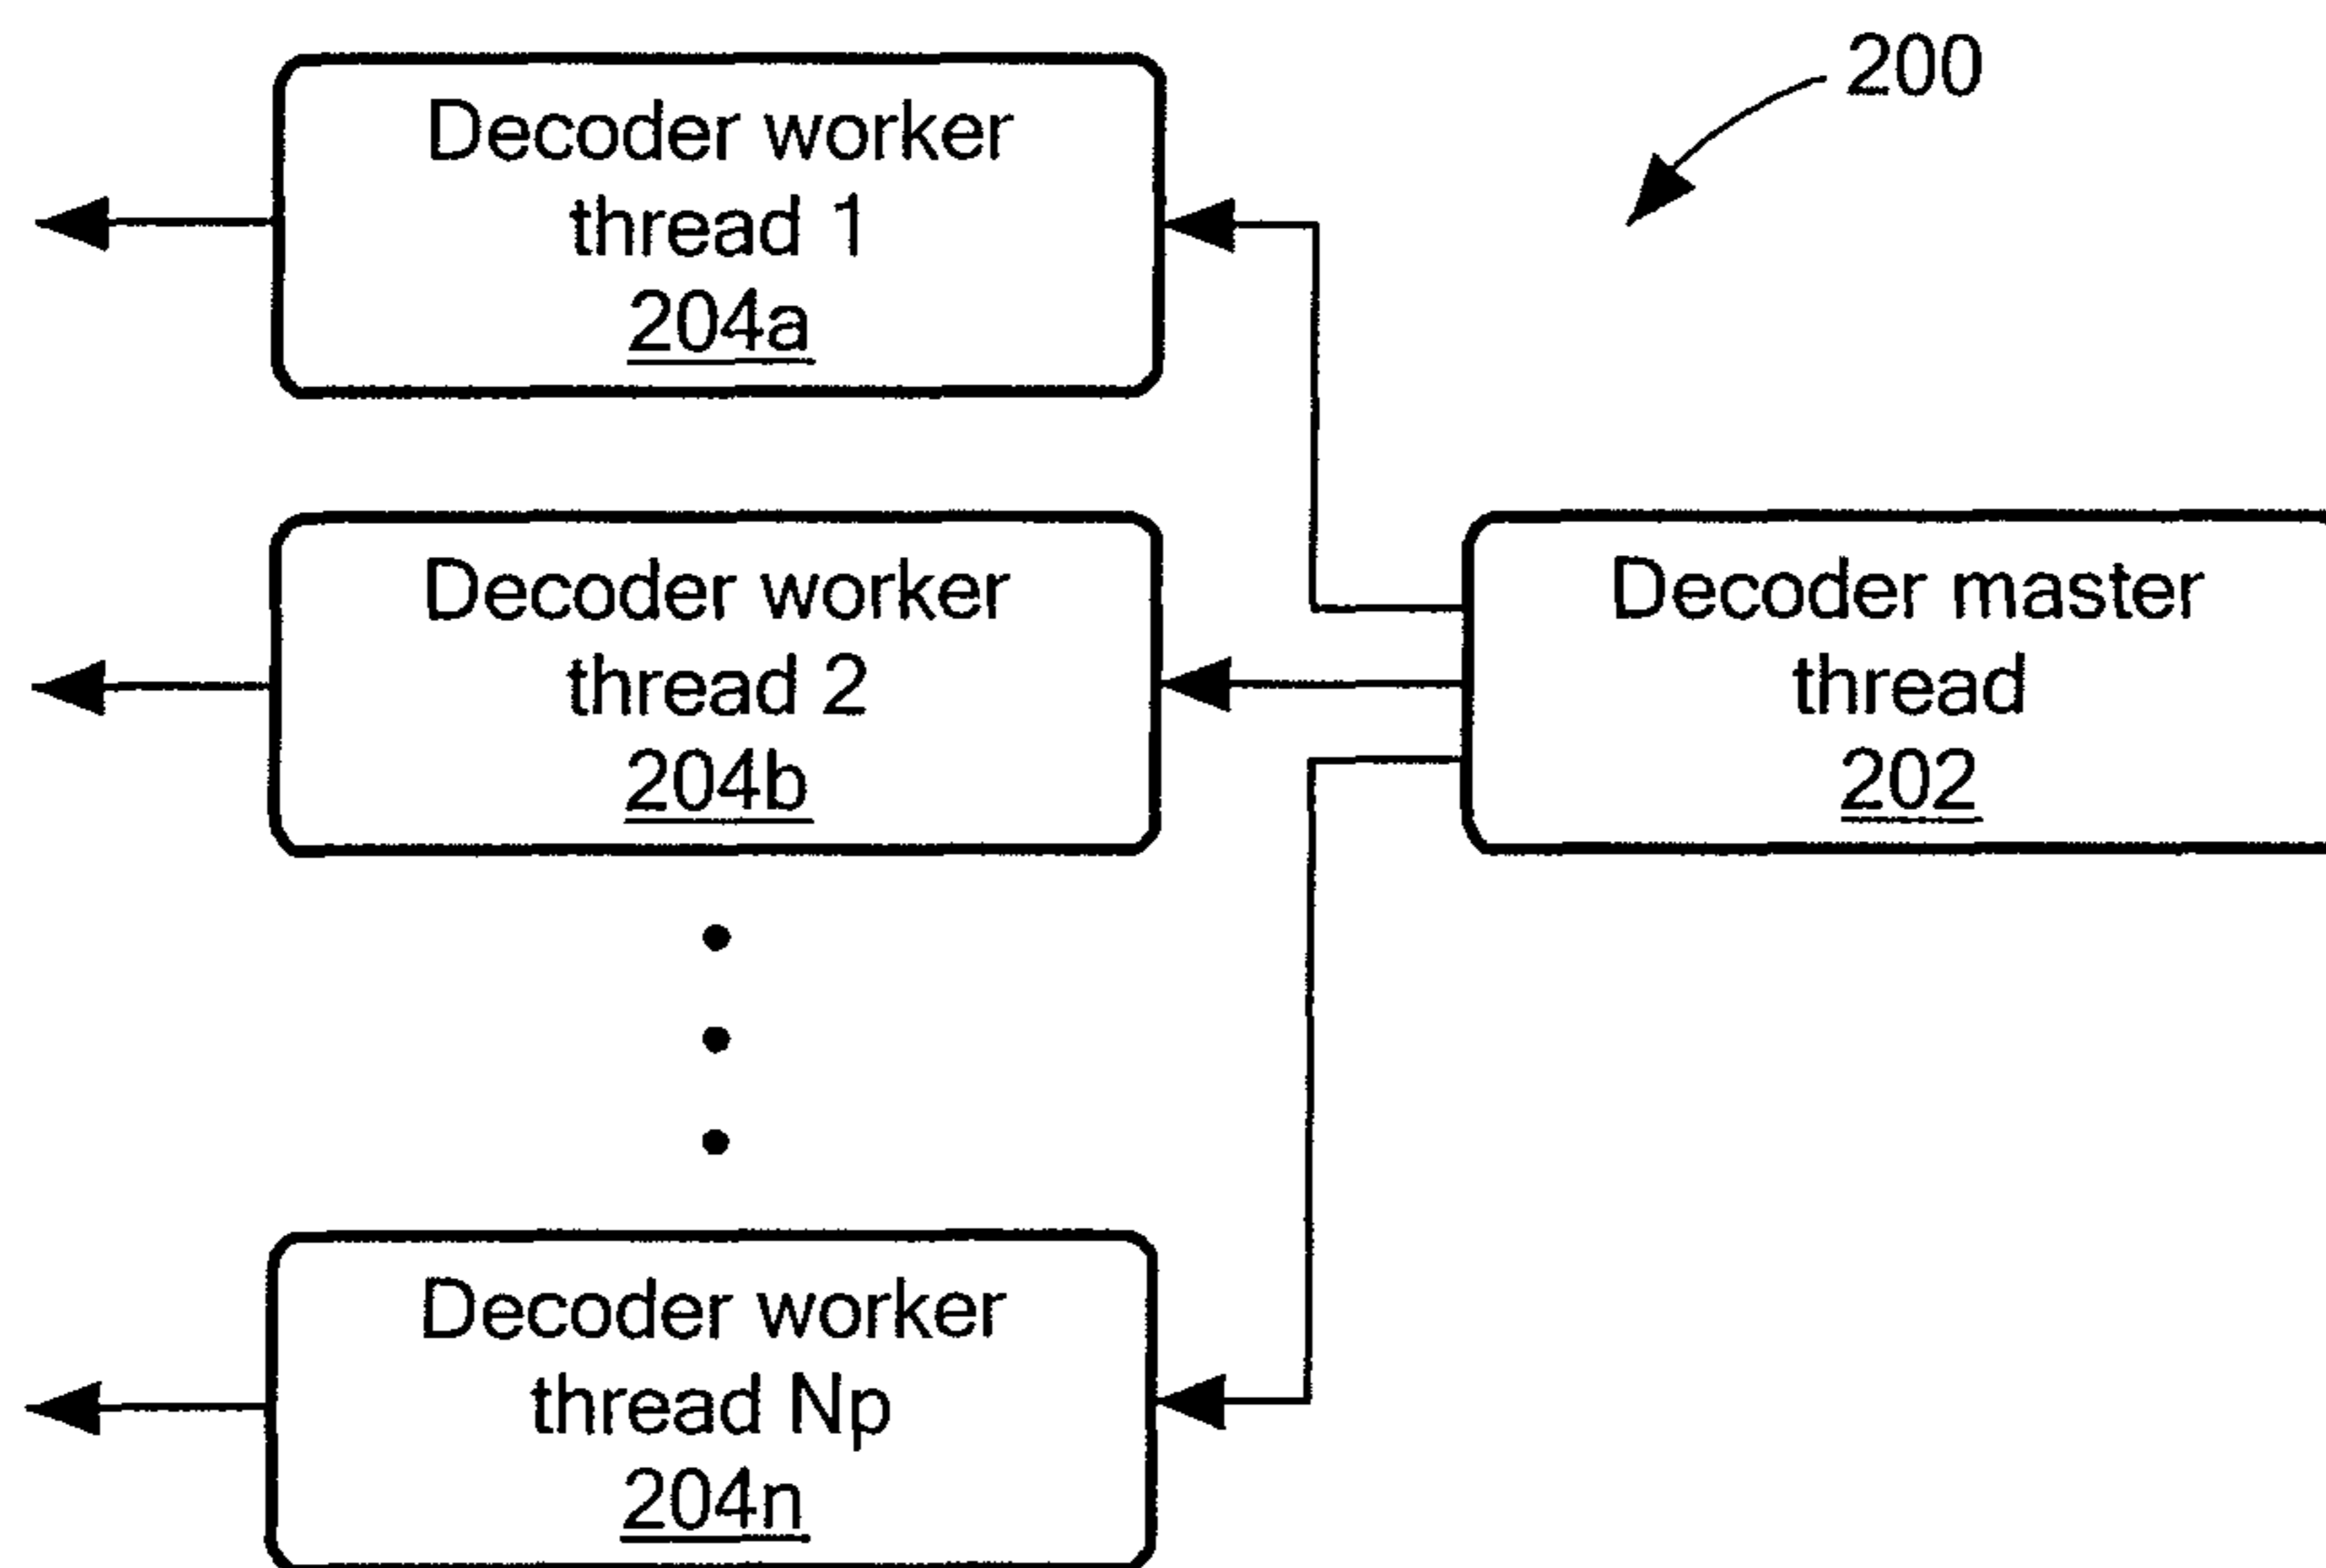 200
Decoder worker
thread 1
204a
Decoder worker
thread 2
204b
Decoder master
thread
202
Decoder worker
thread Np
204n